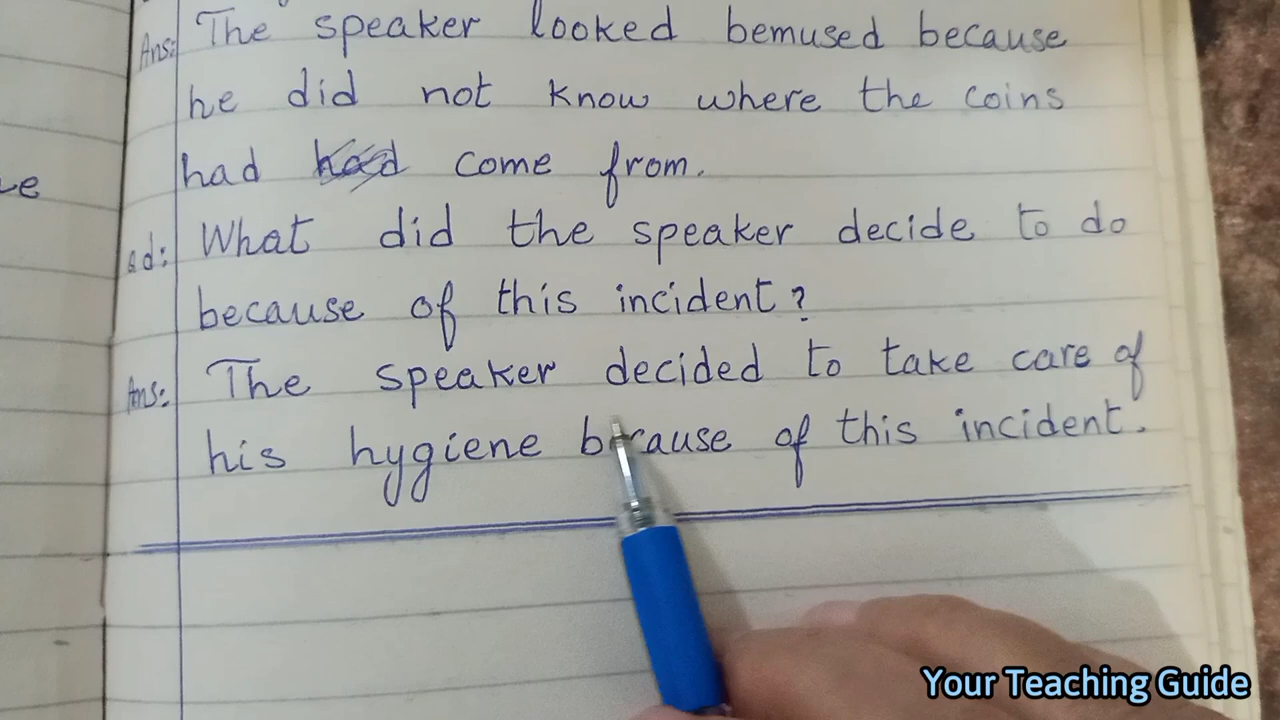 Ans: The speaker looked bemused because
he did not know where the coins
had had come from.
Qd: What did the speaker decide to do
because of this incident?
Ans: The speaker decided to take care of
his hygiene because of this incident.
Your Teaching Guide